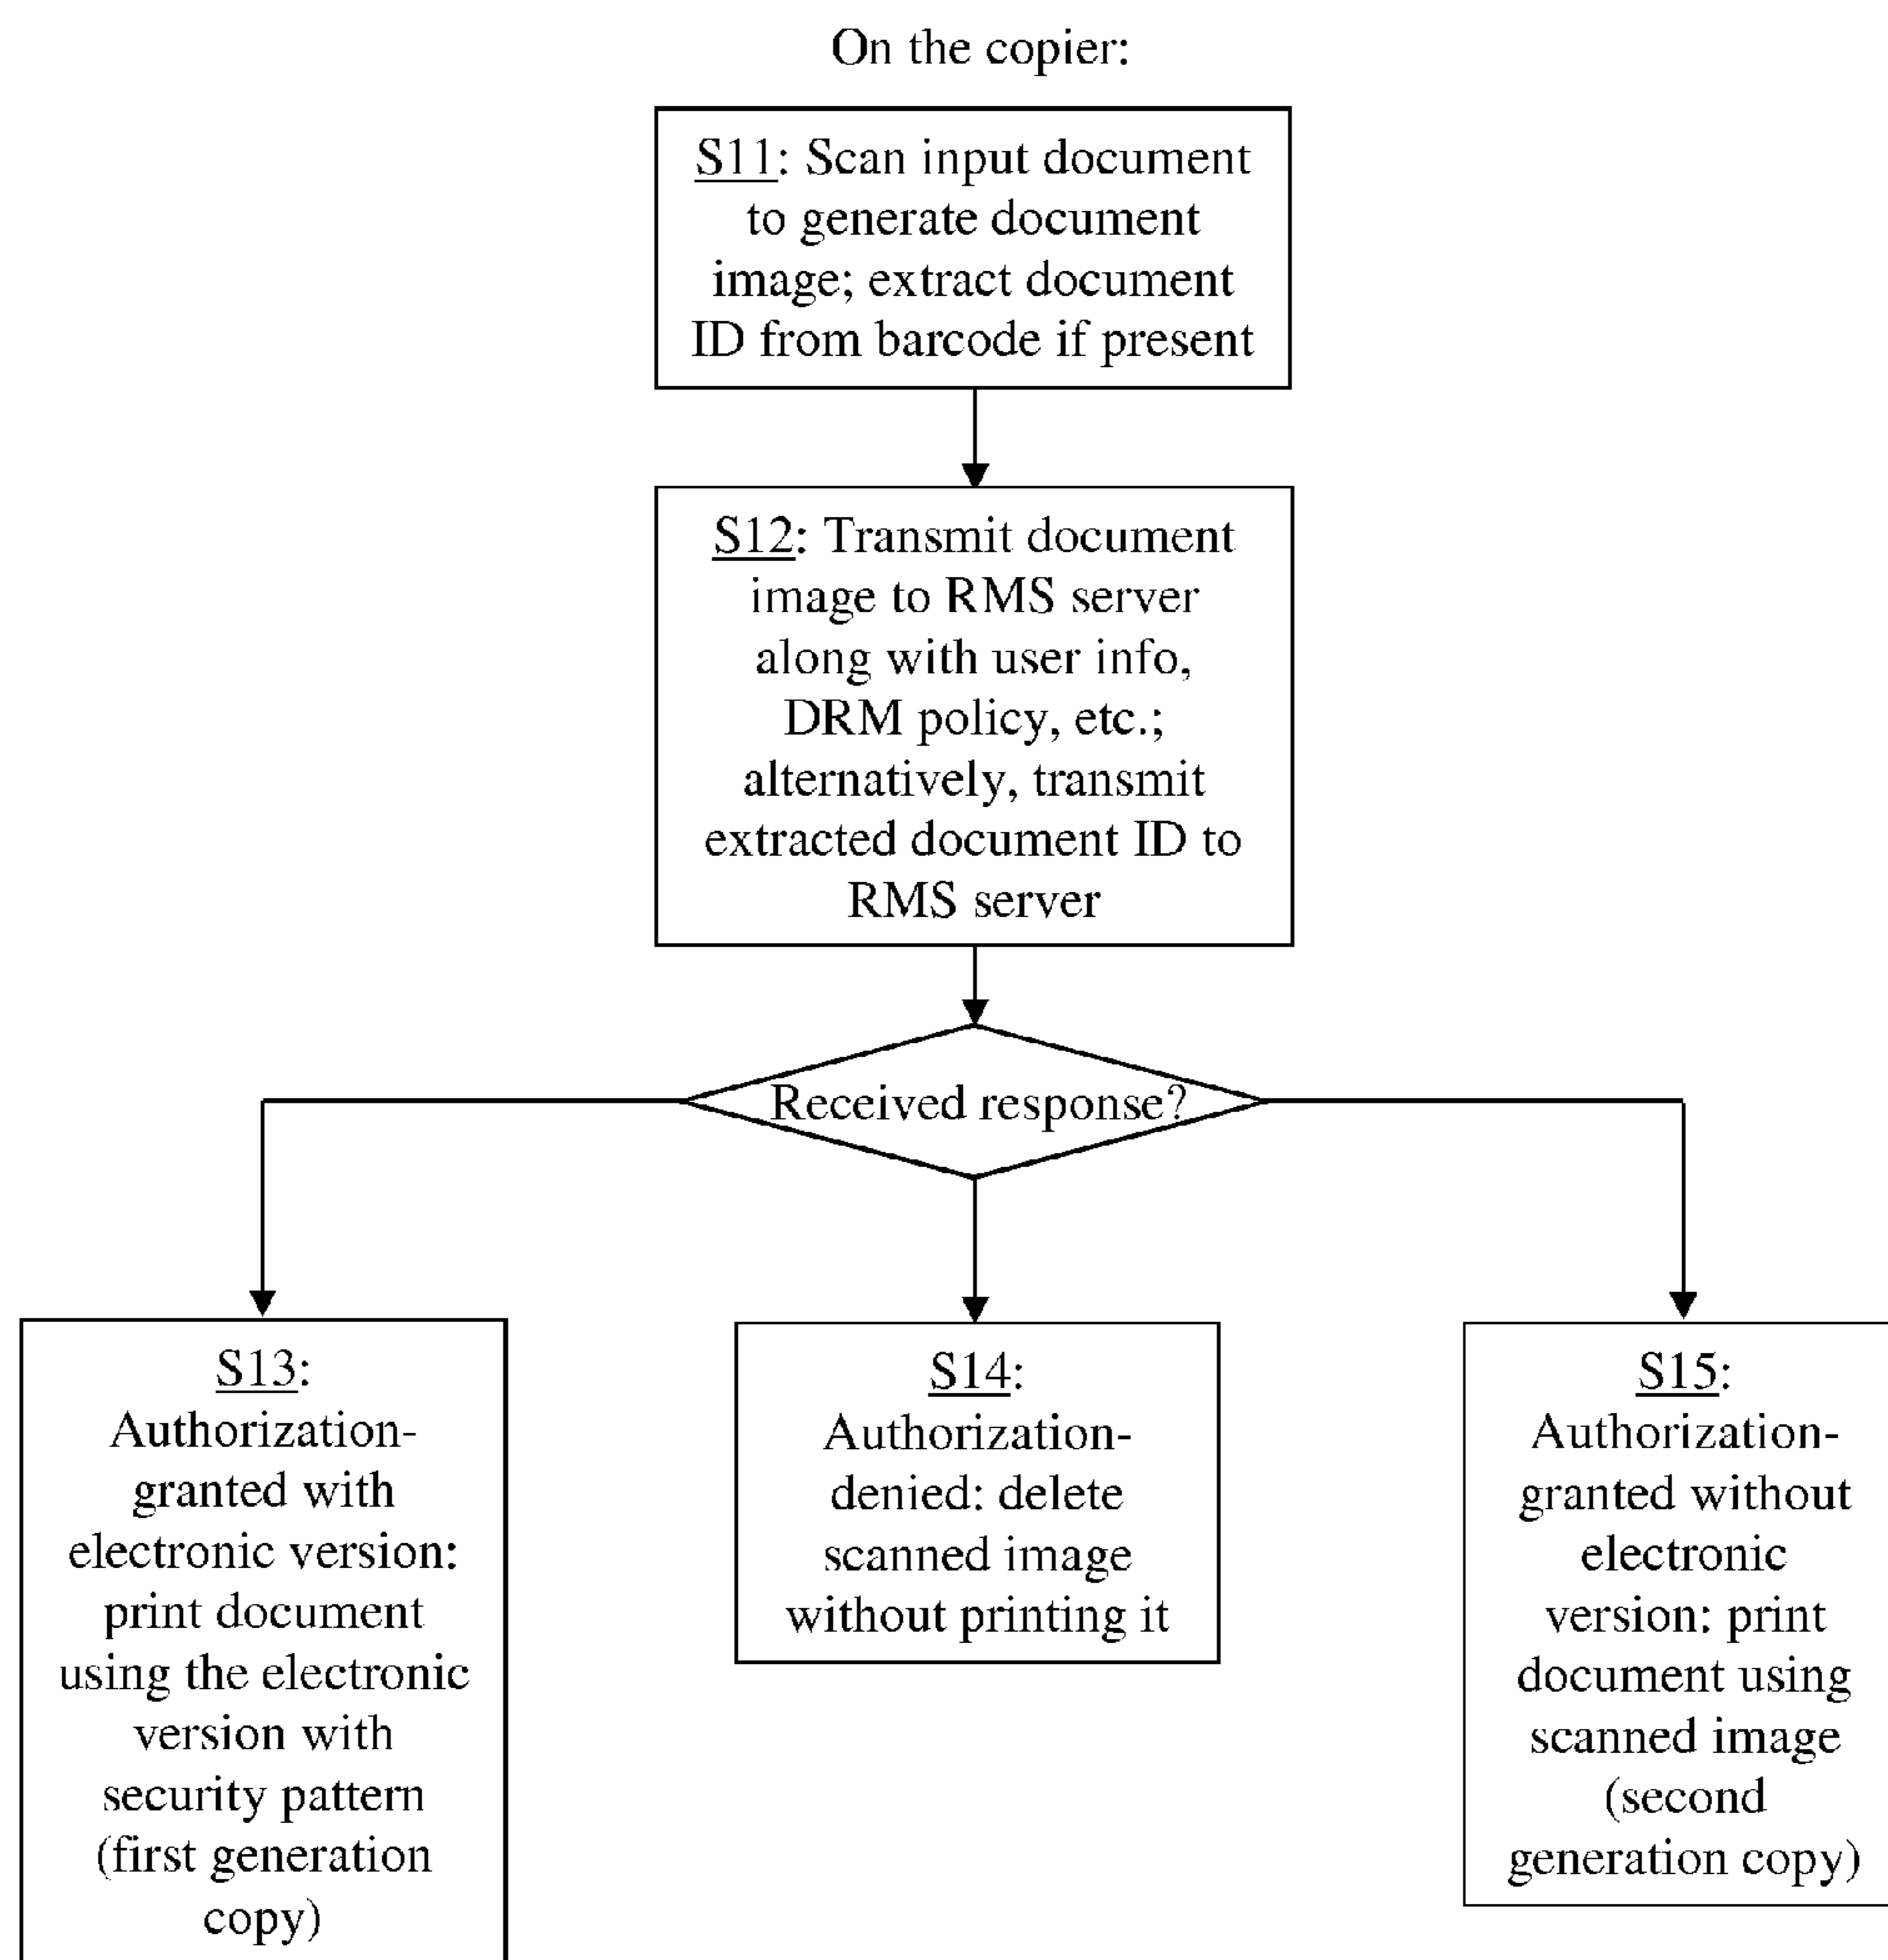 On the copier:
S11: Scan input document
to generate document
image; extract document
ID from barcode if present
S12: Transmit document
image to RMS server
along with user info,
DRM policy, etc.;
alternatively, transmit
extracted document ID to
RMS server
Received response?
S13:
Authorization-
granted with
electronic version:
print document
using the electronic
version with
security pattern
(first generation
copy)
S14:
Authorization-
denied: delete
scanned image
without printing it
S15:
Authorization-
granted without
electronic
version: print
document using
scanned image
(second
generation copy)